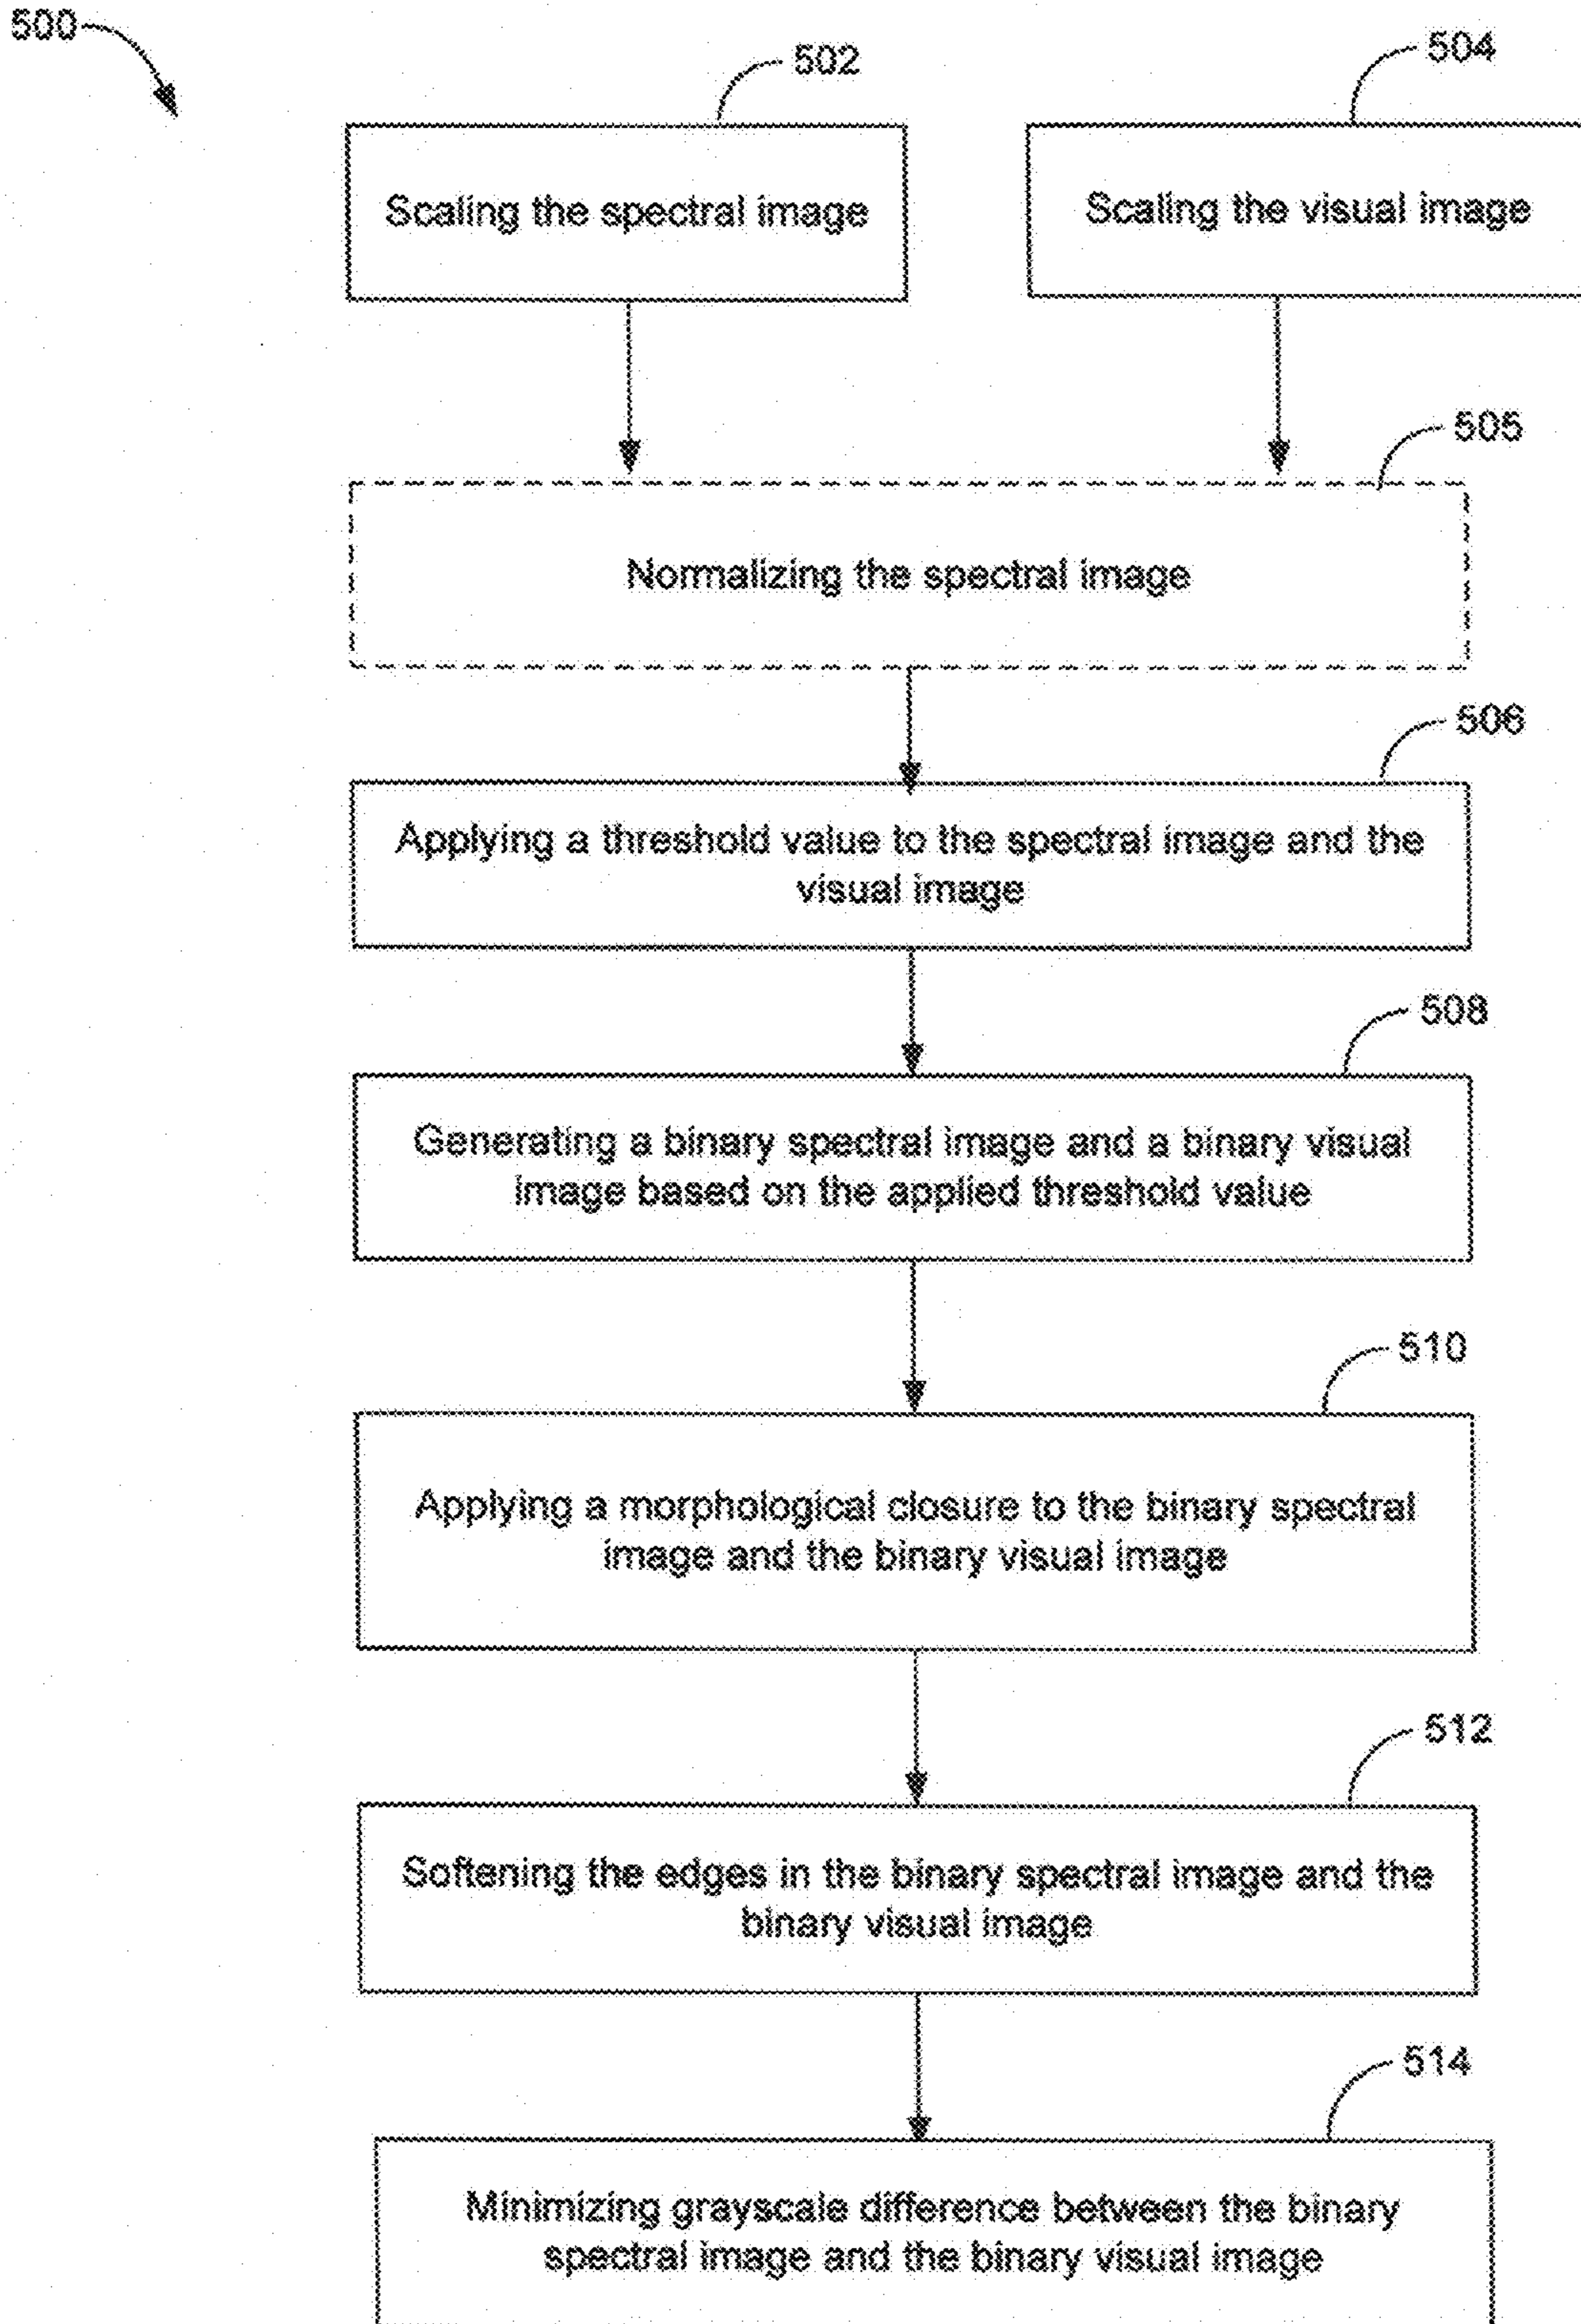 500
502
504
Scaling the spectral image
Scaling the visual image
505
Normalizing the spectral image
506
Applying a threshold value to the spectral image and the
visual image
508
Generating a binary spectral image and a binary visual
image based on the applied threshold value
510
Applying a morphological closure to the binary spectral
image and the binary visual image
512
Softening the edges in the binary spectral image and the
binary visual image
514
Minimizing grayscale difference between the binary
spectral image and the binary visual image